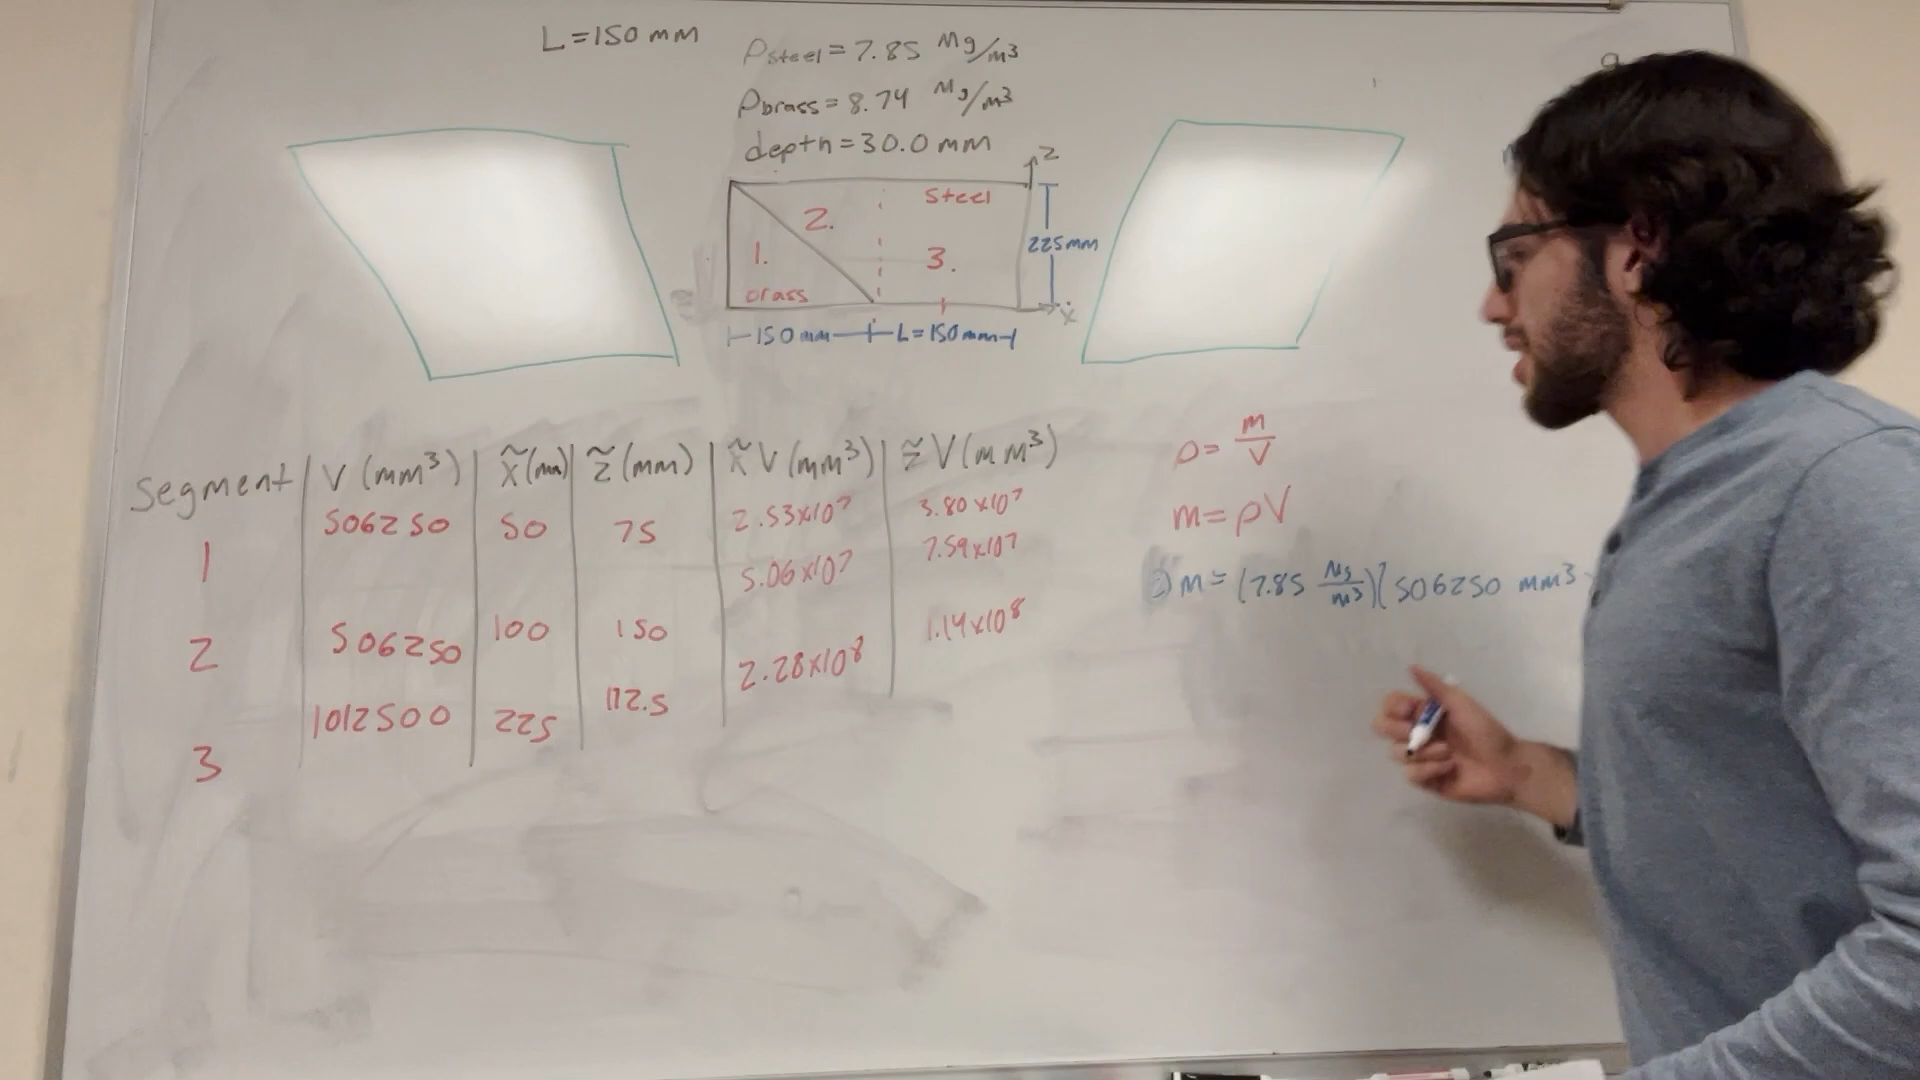 L=150 mm
ρsteel = 7.85 Mg/m³
ρbrass = 8.74 Mg/m³
depth = 30.0 mm
z
steel
2.
1.
3.
225mm
brass
x
150mm
L=150mm
Segment | V (mm³) | x̃(mm) | z̃ (mm) | x̃ V (mm³) | z̃ V (mm³)
1 | 506250 | 50 | 75 | 2.53x10⁷ | 3.80x10⁷
2 | 506250 | 100 | 150 | 5.06x10⁷ | 7.59x10⁷
3 | 1012500 | 225 | 112.5 | 2.28x10⁸ | 1.14x10⁸
ρ = m/V
m = ρV
m = (7.85 Mg/m³)(506250 mm³